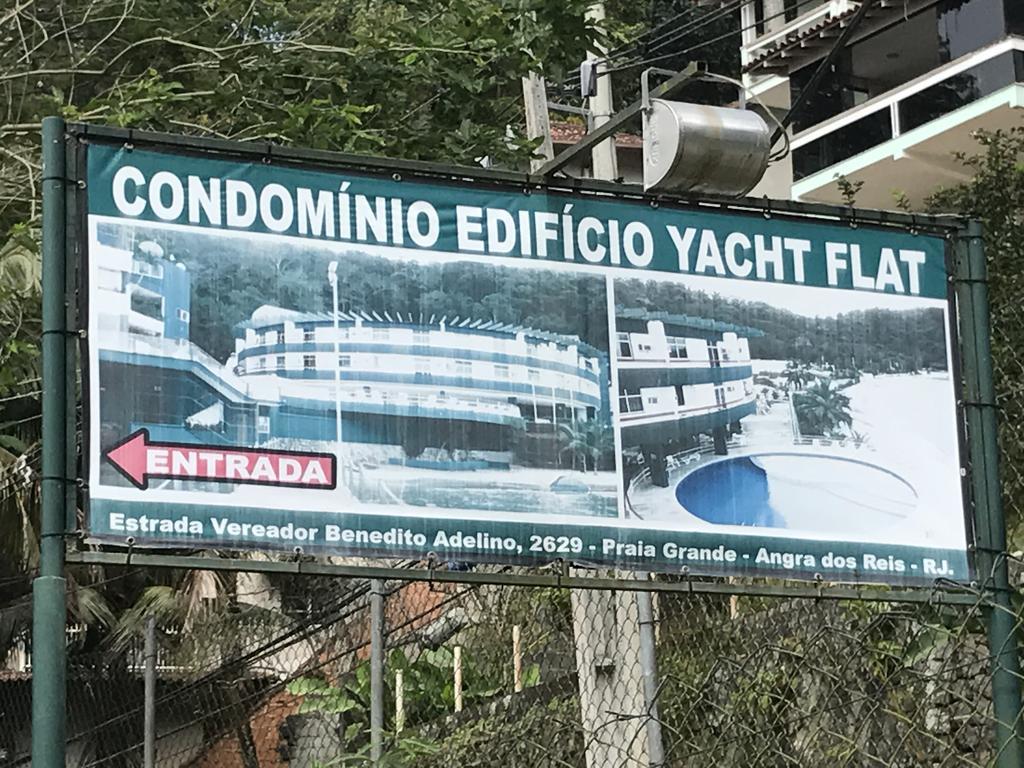 CONDOMÍNIO EDIFÍCIO YACHT FLAT
ENTRADA
Estrada Vereador Benedito Adelino, 2629 - Praia Grande - Angra dos Reis - RJ.